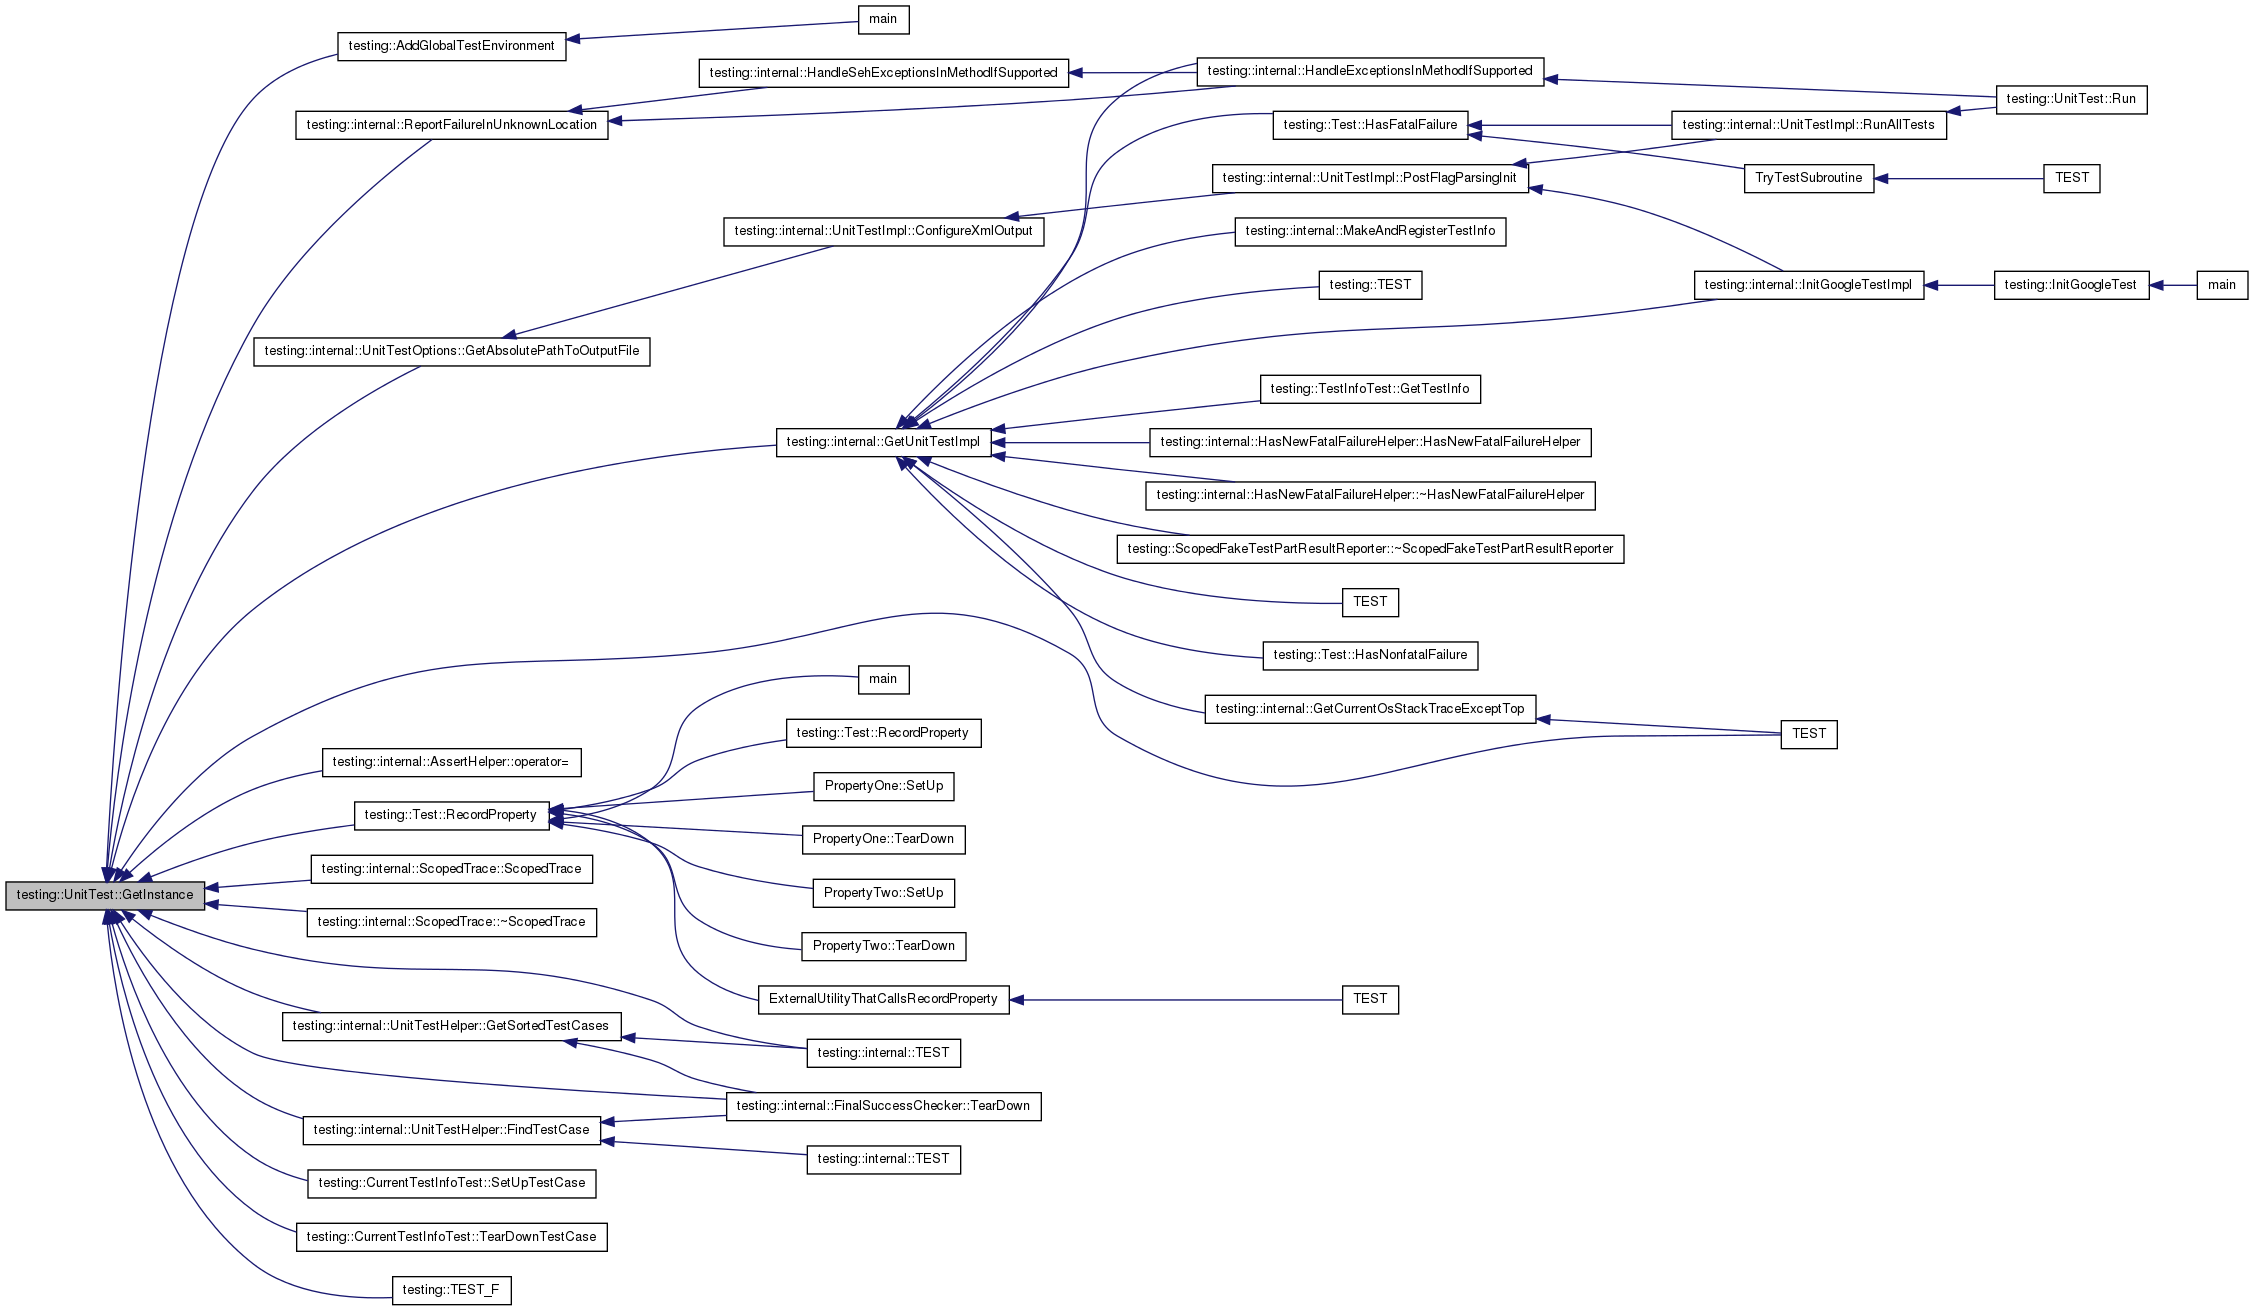 main
testing::AddGlobalTestEnvironment
testing::internal::HandleSehExceptionsInMethodIfSupported
testing::internal::HandleExceptionsInMethodIfSupported
testing::UnitTest::Run
testing::internal::ReportFailureInUnknownLocation
testing::Test::HasFatalFailure
testing::internal::UnitTestImpl::RunAllTests
testing::internal::UnitTestImpl::PostFlagParsingInit
TryTestSubroutine
TEST
testing::internal::UnitTestImpl::ConfigureXmlOutput
testing::internal::MakeAndRegisterTestInfo
testing::TEST
testing::internal::InitGoogleTestImpl
testing::InitGoogleTest
main
testing::internal::UnitTestOptions::GetAbsolutePathToOutputFile
testing::TestInfoTest::GetTestInfo
testing::internal::GetUnitTestImpl
testing::internal::HasNewFatalFailureHelper::HasNewFatalFailureHelper
testing::internal::HasNewFatalFailureHelper::~HasNewFatalFailureHelper
testing::ScopedFakeTestPartResultReporter::~ScopedFakeTestPartResultReporter
TEST
testing::Test::HasNonfatalFailure
main
testing::internal::GetCurrentOsStackTraceExceptTop
testing::Test::RecordProperty
TEST
testing::internal::AssertHelper::operator=
PropertyOne::SetUp
testing::Test::RecordProperty
PropertyOne::TearDown
testing::internal::ScopedTrace::ScopedTrace
testing::UnitTest::GetInstance
PropertyTwo::SetUp
testing::internal::ScopedTrace::~ScopedTrace
PropertyTwo::TearDown
ExternalUtilityThatCallsRecordProperty
TEST
testing::internal::UnitTestHelper::GetSortedTestCases
testing::internal::TEST
testing::internal::FinalSuccessChecker::TearDown
testing::internal::UnitTestHelper::FindTestCase
testing::internal::TEST
testing::CurrentTestInfoTest::SetUpTestCase
testing::CurrentTestInfoTest::TearDownTestCase
testing::TEST_F